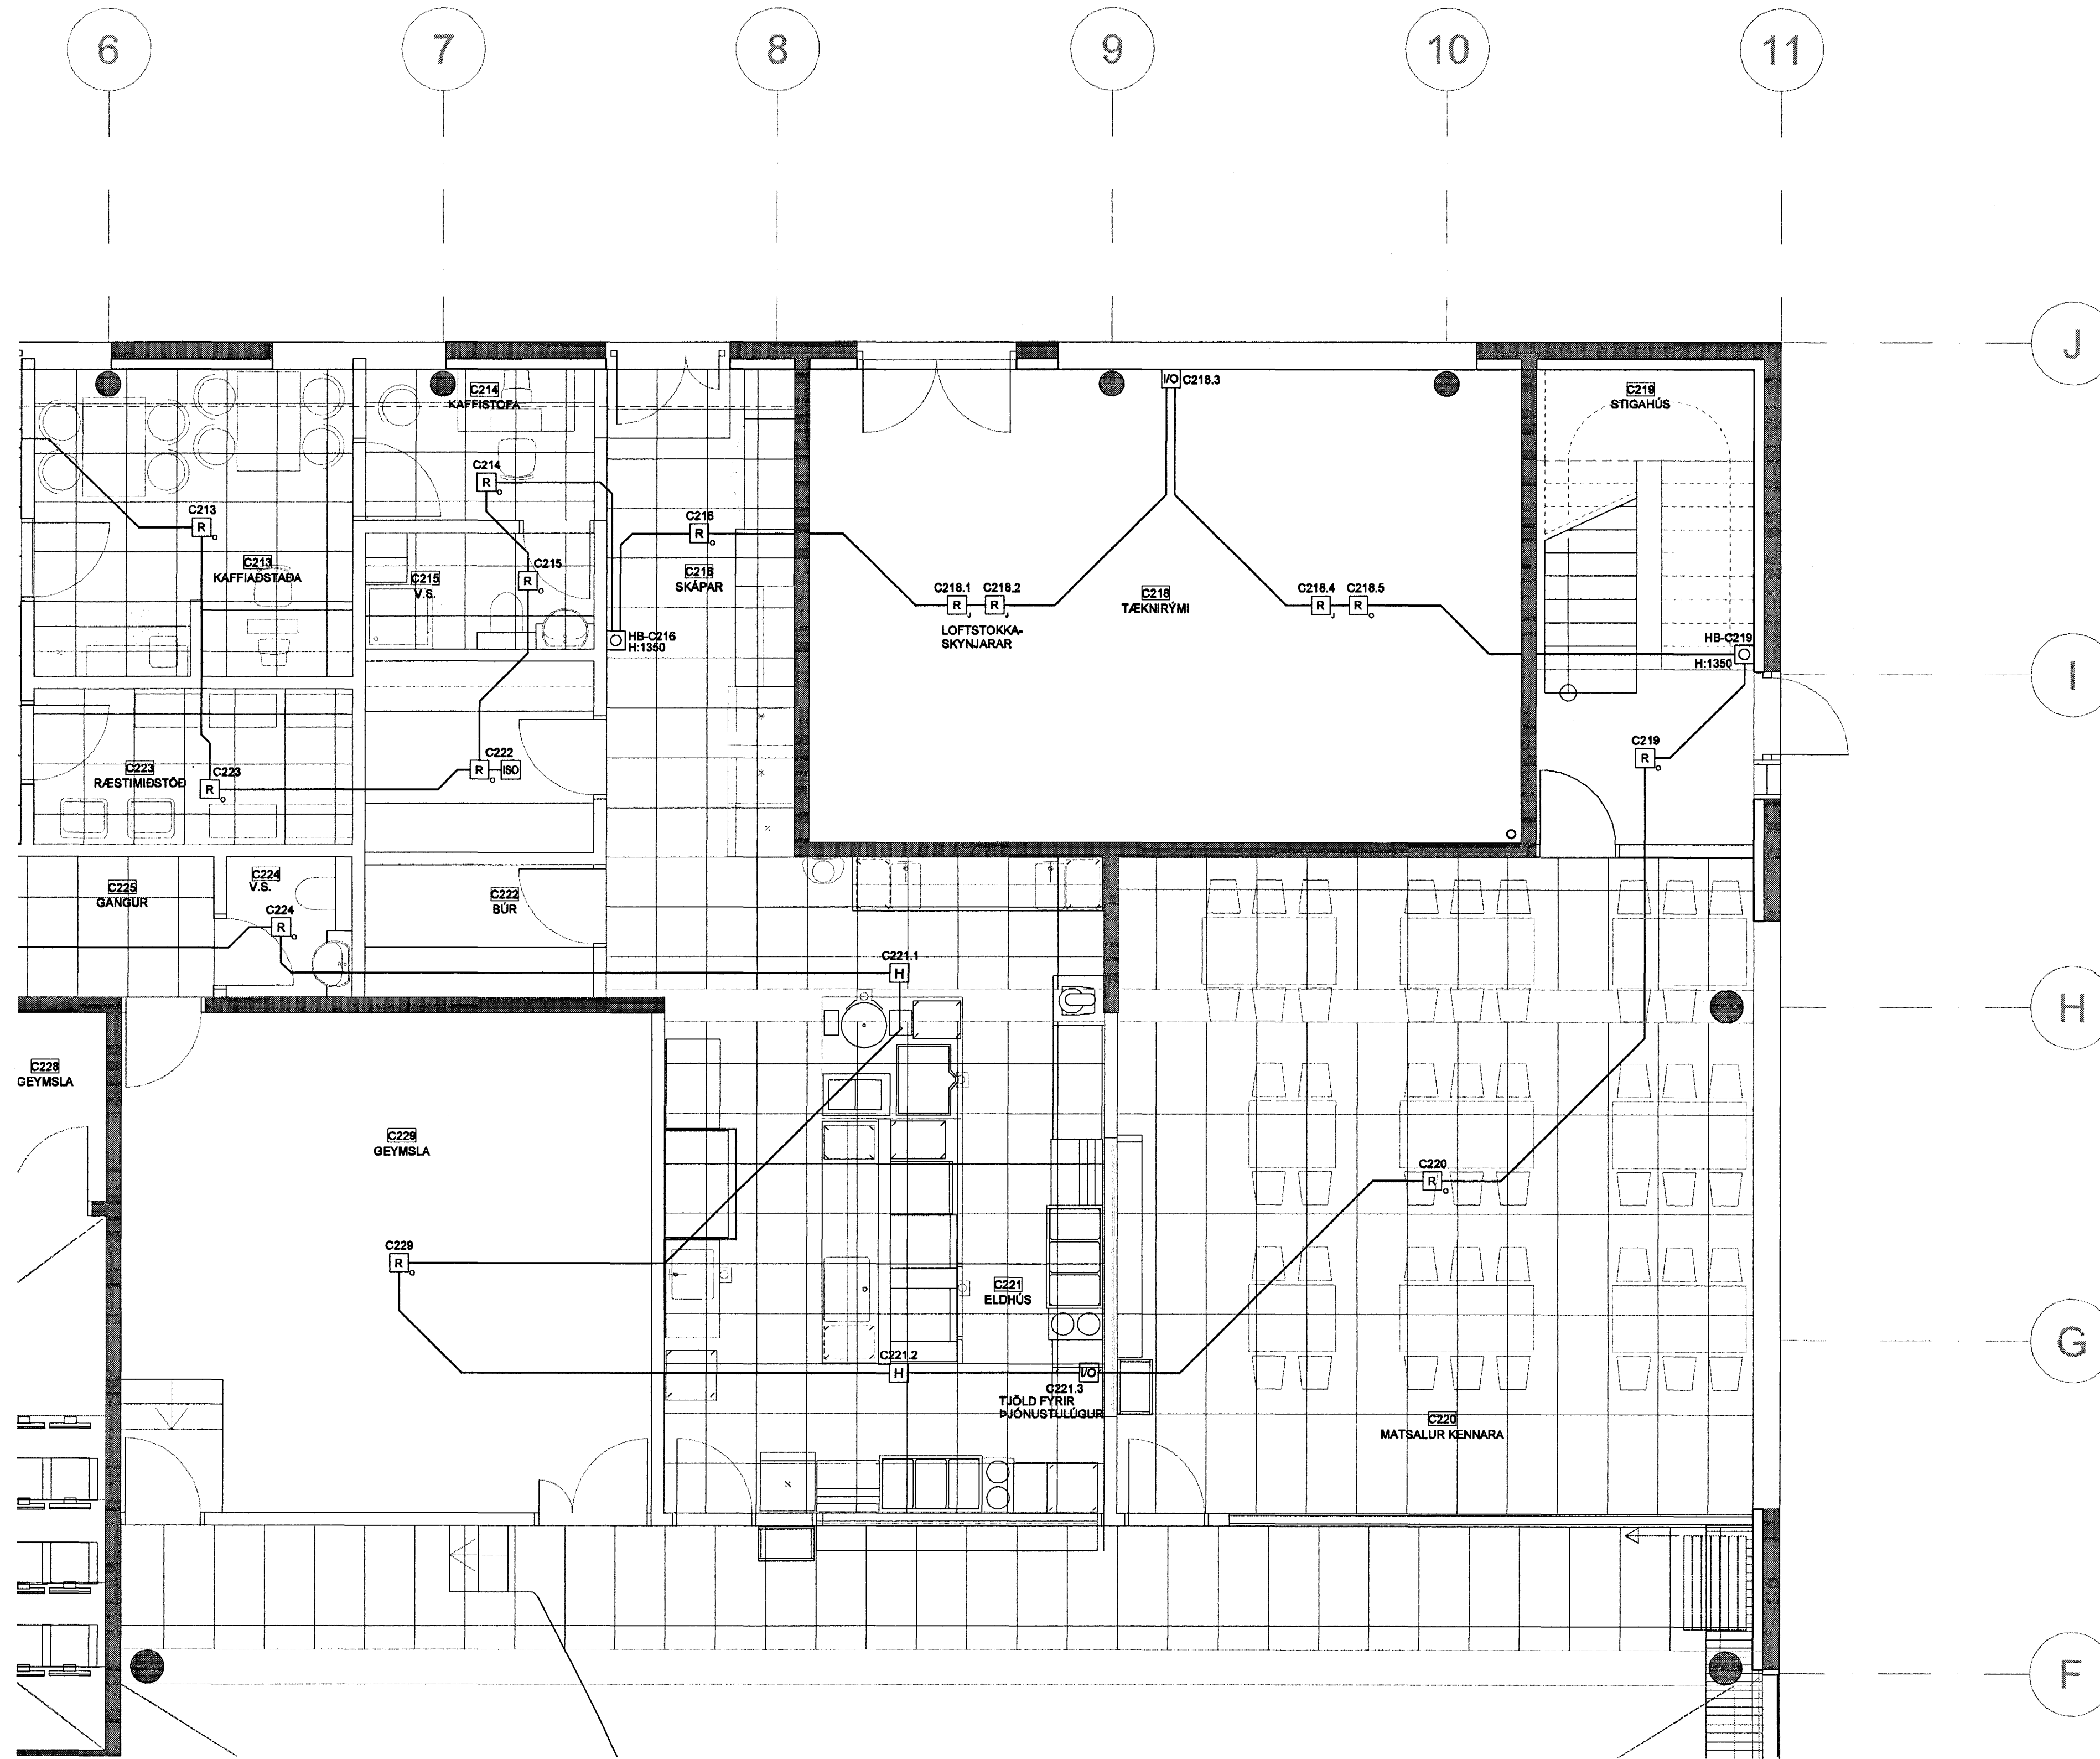 6
7
8
9
10
11
J
C214
KAFFISTOFA
I/O C218.3
C219
STIGAHÚS
C214
R
C213
R
C216
R
C213
KAFFIAÐSTAÐA
C215
V.S.
C215
R
C216
SKÁPAR
C218.1
R
C218.2
R
LOFTSTOKKA-
SKYNJARAR
C218
TÆKNIRÝMI
C218.4
R
C218.5
R
HB-C216
H:1350
HB-C219
H:1350
I
C219
R
C223
RÆSTIMIÐSTÖÐ
C223
R
C222
R
ISO
C225
GANGUR
C224
V.S.
C224
R
C222
BÚR
C221.1
H
H
C228
GEYMSLA
C229
GEYMSLA
C220
R
C229
R
C221
ELDHÚS
G
C221.2
H
I/O
C221.3
TJÖLD FYRIR
ÞJÓNUSTULÚGUR
C220
MATSALUR KENNARA
F